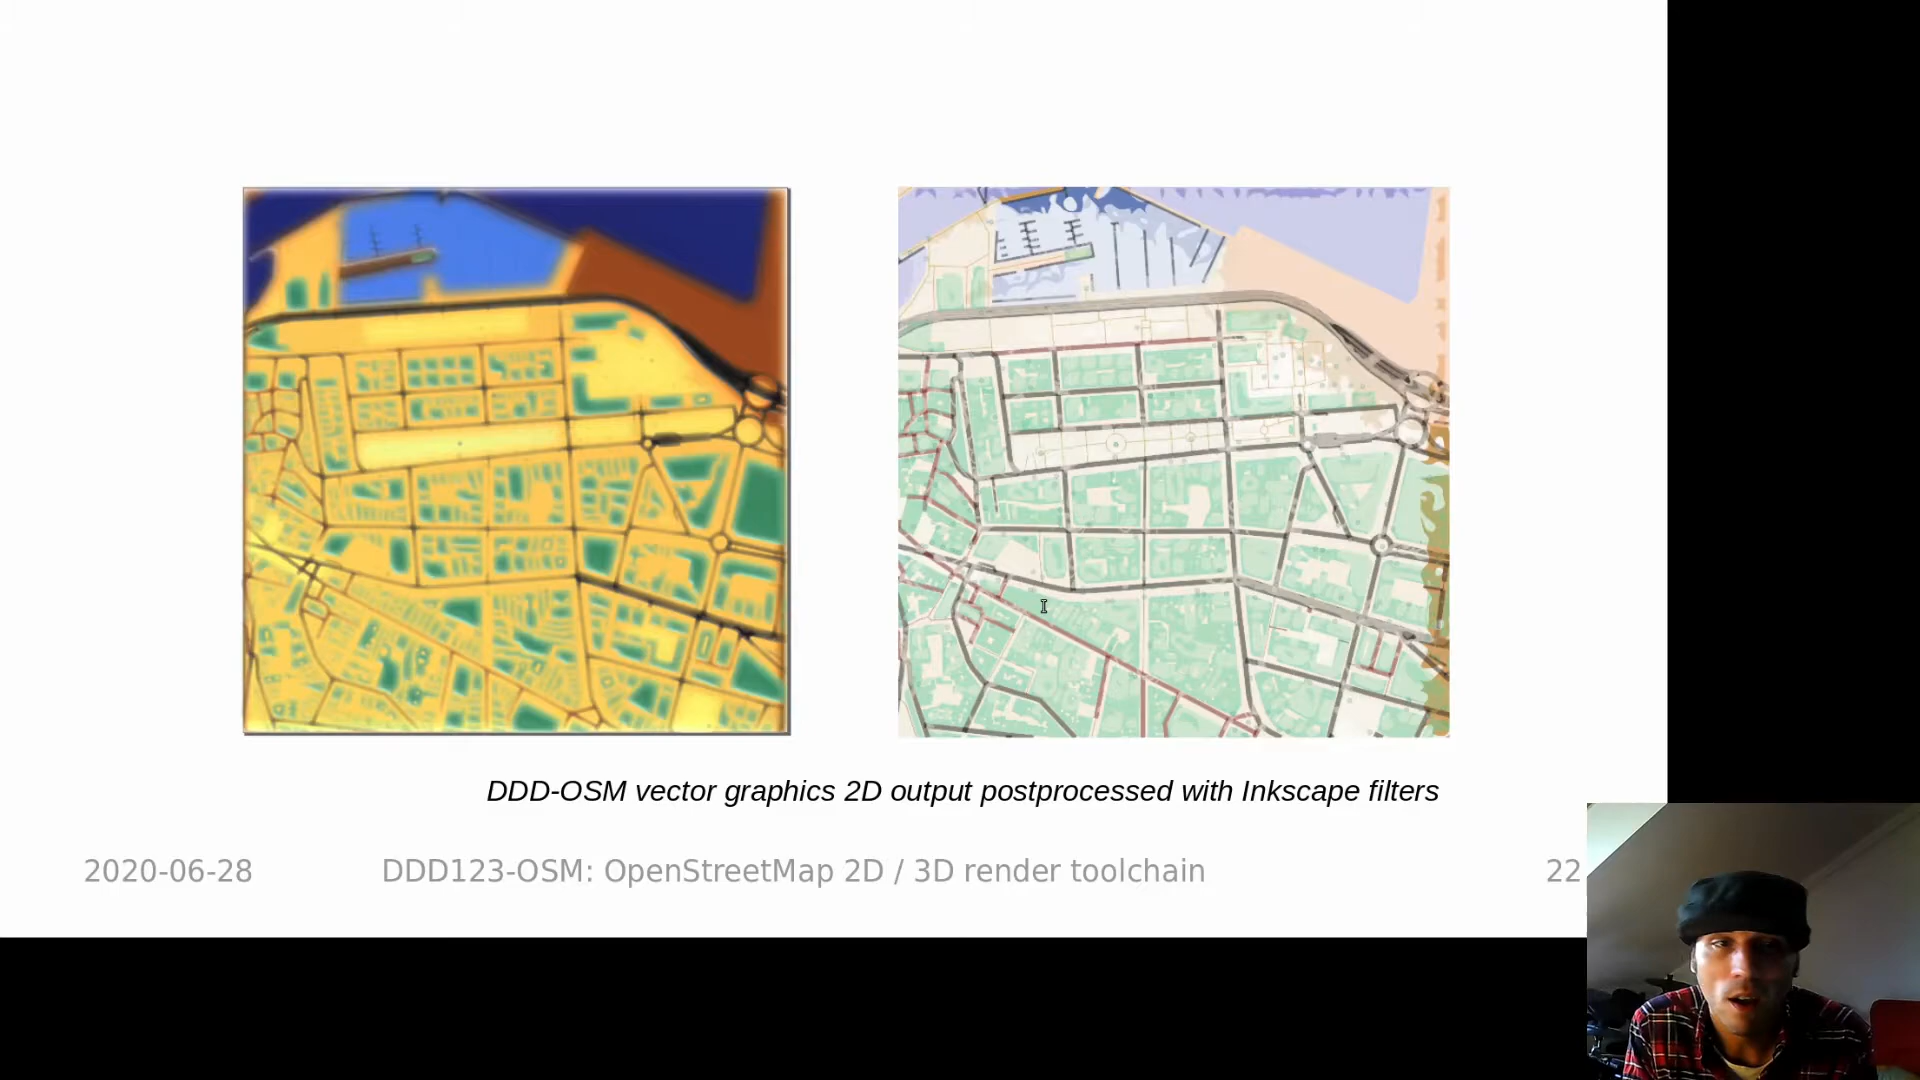 DDD-OSM vector graphics 2D output postprocessed with Inkscape filters
2020-06-28
DDD123-OSM: OpenStreetMap 2D / 3D render toolchain
22